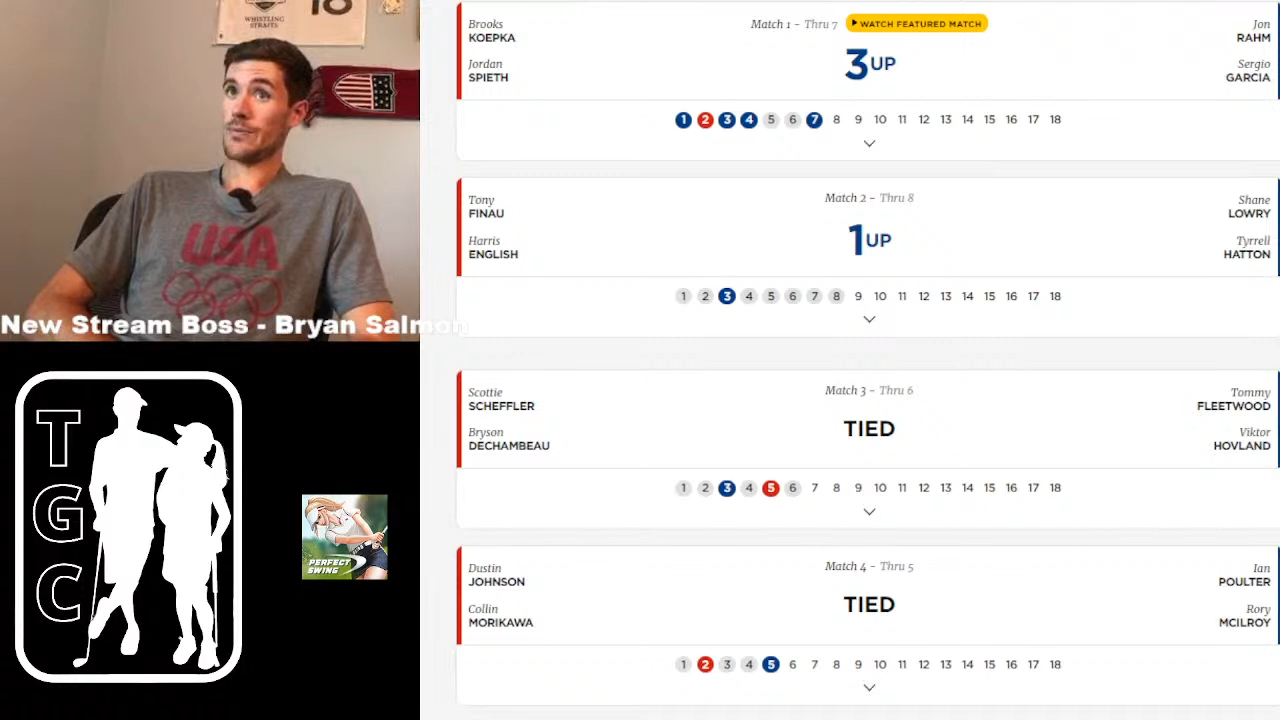 18
WHISTLING
STRAITS
USA
New Stream Boss - Bryan Salmon
T
G
C
PERFECT
SWING
Brooks
KOEPKA
Jordan
SPIETH
Match 1 - Thru 7
WATCH FEATURED MATCH
3 UP
Jon
RAHM
Sergio
GARCIA
1 2 3 4 5 6 7 8 9 10 11 12 13 14 15 16 17 18
Tony
FINAU
Harris
ENGLISH
Match 2 - Thru 8
1 UP
Shane
LOWRY
Tyrrell
HATTON
1 2 3 4 5 6 7 8 9 10 11 12 13 14 15 16 17 18
Scottie
SCHEFFLER
Bryson
DECHAMBEAU
Match 3 - Thru 6
TIED
Tommy
FLEETWOOD
Viktor
HOVLAND
1 2 3 4 5 6 7 8 9 10 11 12 13 14 15 16 17 18
Dustin
JOHNSON
Collin
MORIKAWA
Match 4 - Thru 5
TIED
Ian
POULTER
Rory
MCILROY
1 2 3 4 5 6 7 8 9 10 11 12 13 14 15 16 17 18